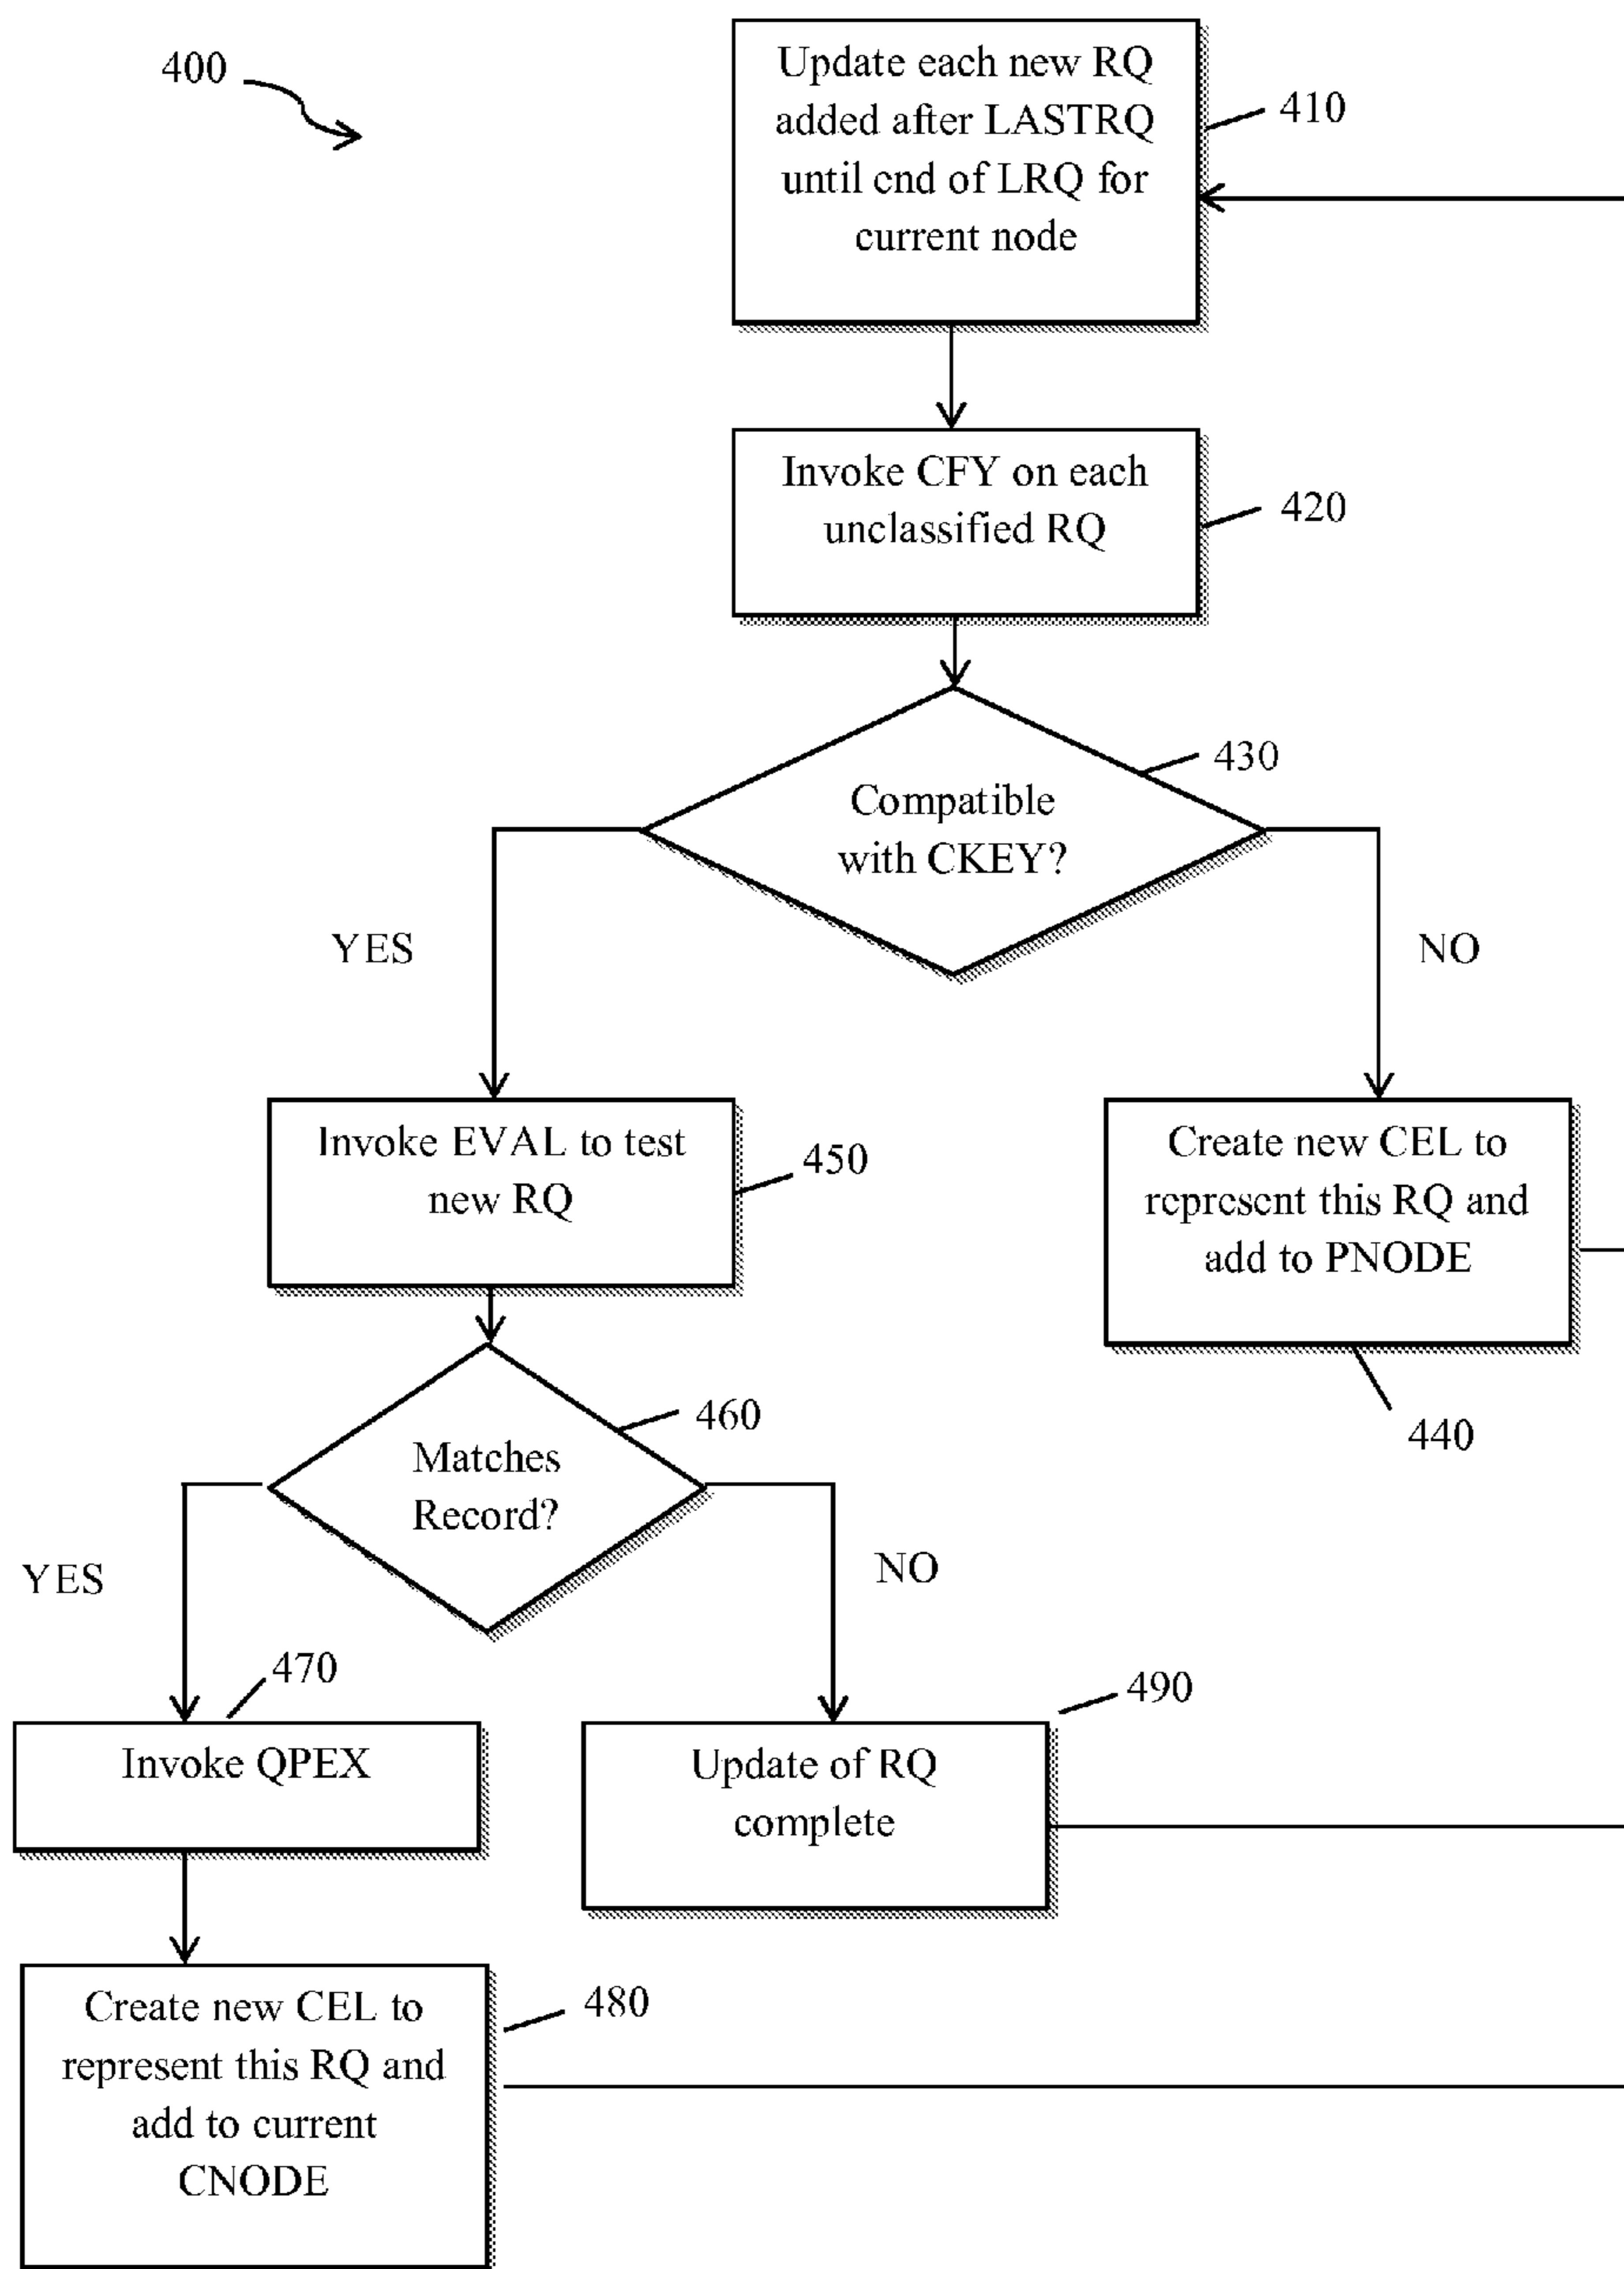 400
Update each new RQ
added after LASTRQ
until end of LRQ for
current node
410
Invoke CFY on each
unclassified RQ
420
430
Compatible
with CKEY?
YES
NO
Invoke EVAL to test
new RQ
450
Create new CEL to
represent this RQ and
add to PNODE
440
460
Matches
Record?
YES
NO
470
Invoke QPEX
490
Update of RQ
complete
Create new CEL to
represent this RQ and
add to current
CNODE
480